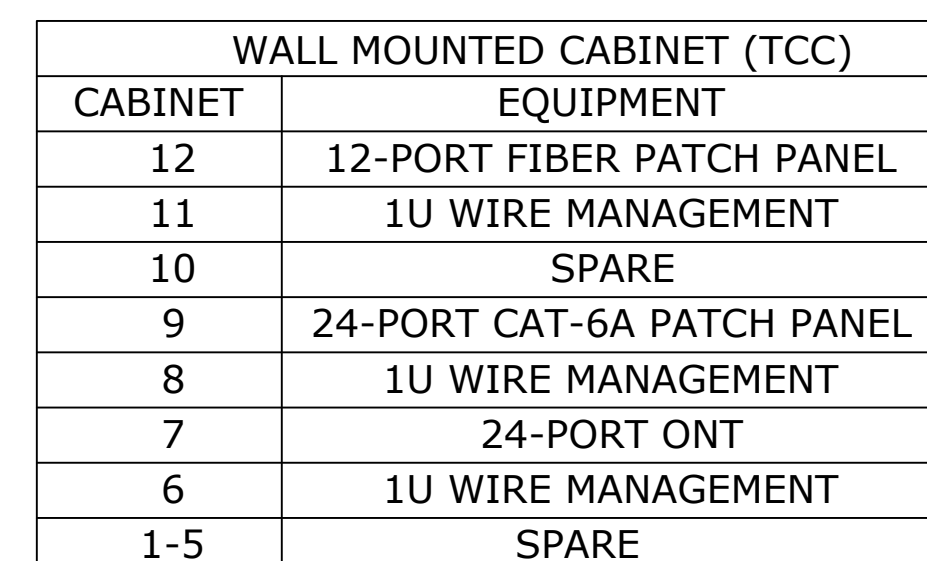 WALL MOUNTED CABINET (TCC)
CABINET EQUIPMENT
12 12-PORT FIBER PATCH PANEL
11 1U WIRE MANAGEMENT
10 SPARE
9 24-PORT CAT-6A PATCH PANEL
8 1U WIRE MANAGEMENT
7 24-PORT ONT
6 1U WIRE MANAGEMENT
1-5 SPARE